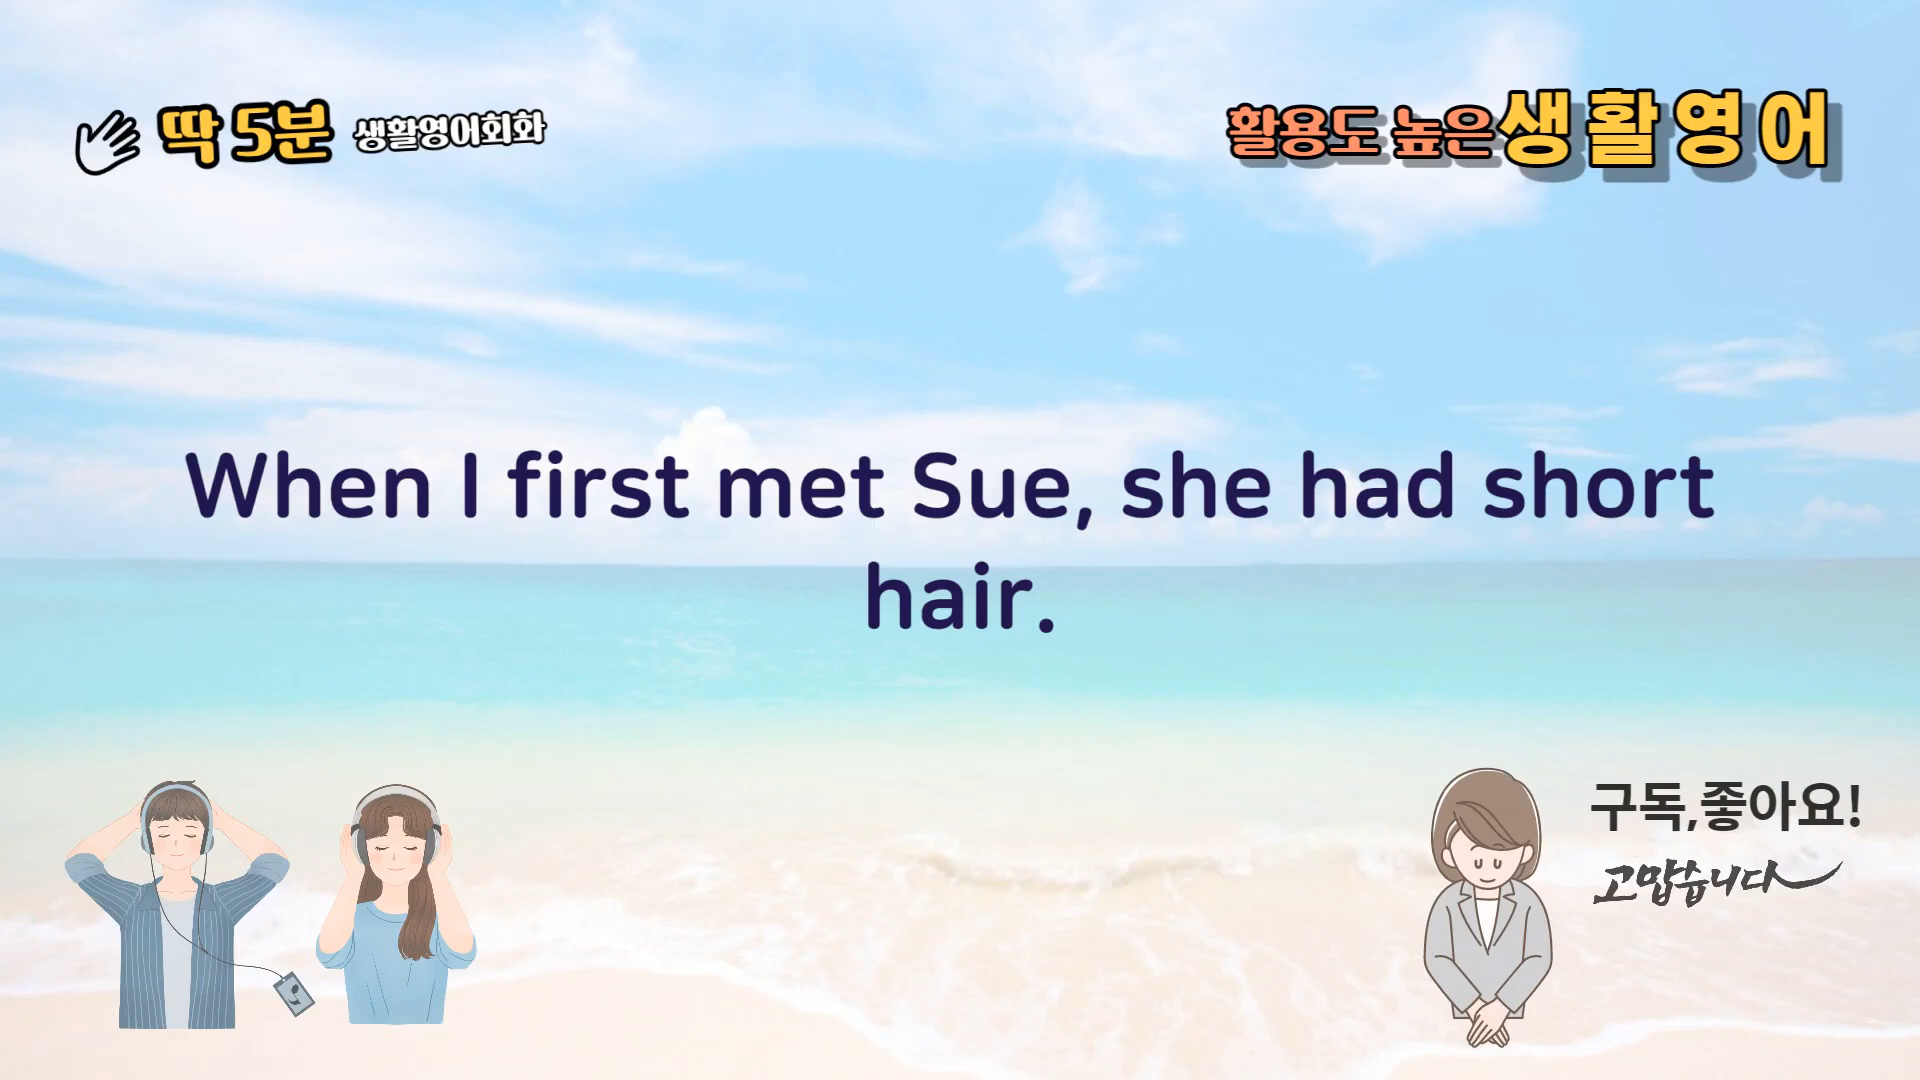 딱 5분 생활영어회화
활용도 높은 생활영어
When I first met Sue, she had short
hair.
구독,좋아요!
고맙습니다